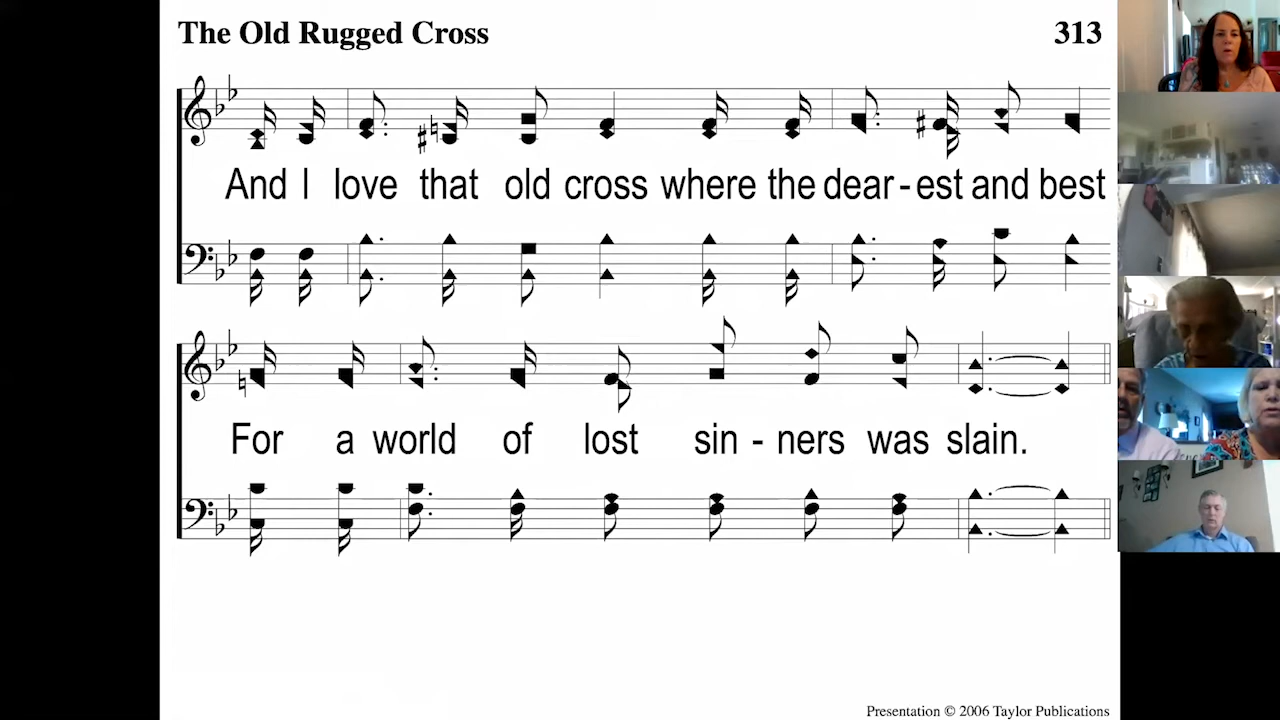 The Old Rugged Cross 313
And I love that old cross where the dear-est and best
For a world of lost sin-ners was slain.
Presentation © 2006 Taylor Publications